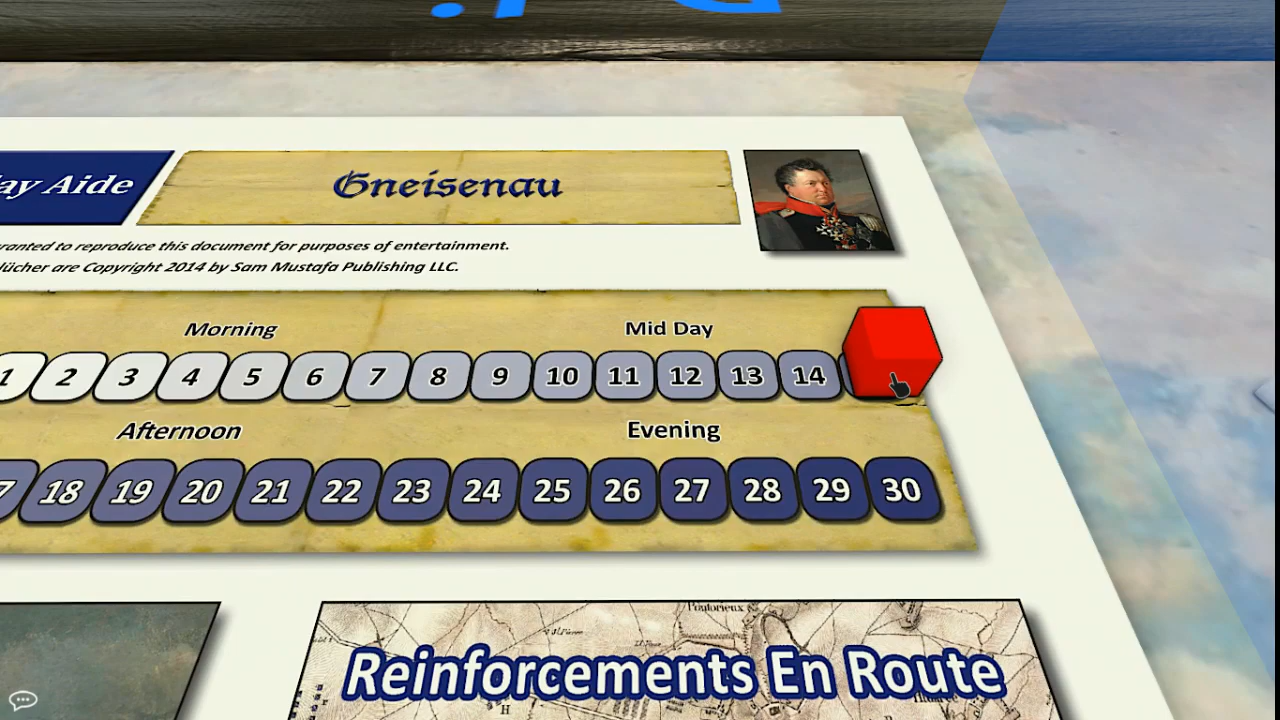 ay Aide
Gneisenau
ranted to reproduce this document for purposes of entertainment.
lücher are Copyright 2014 by Sam Mustafa Publishing LLC.
Morning
Mid Day
1 2 3 4 5 6 7 8 9 10 11 12 13 14
Afternoon
Evening
7 18 19 20 21 22 23 24 25 26 27 28 29 30
Reinforcements En Route